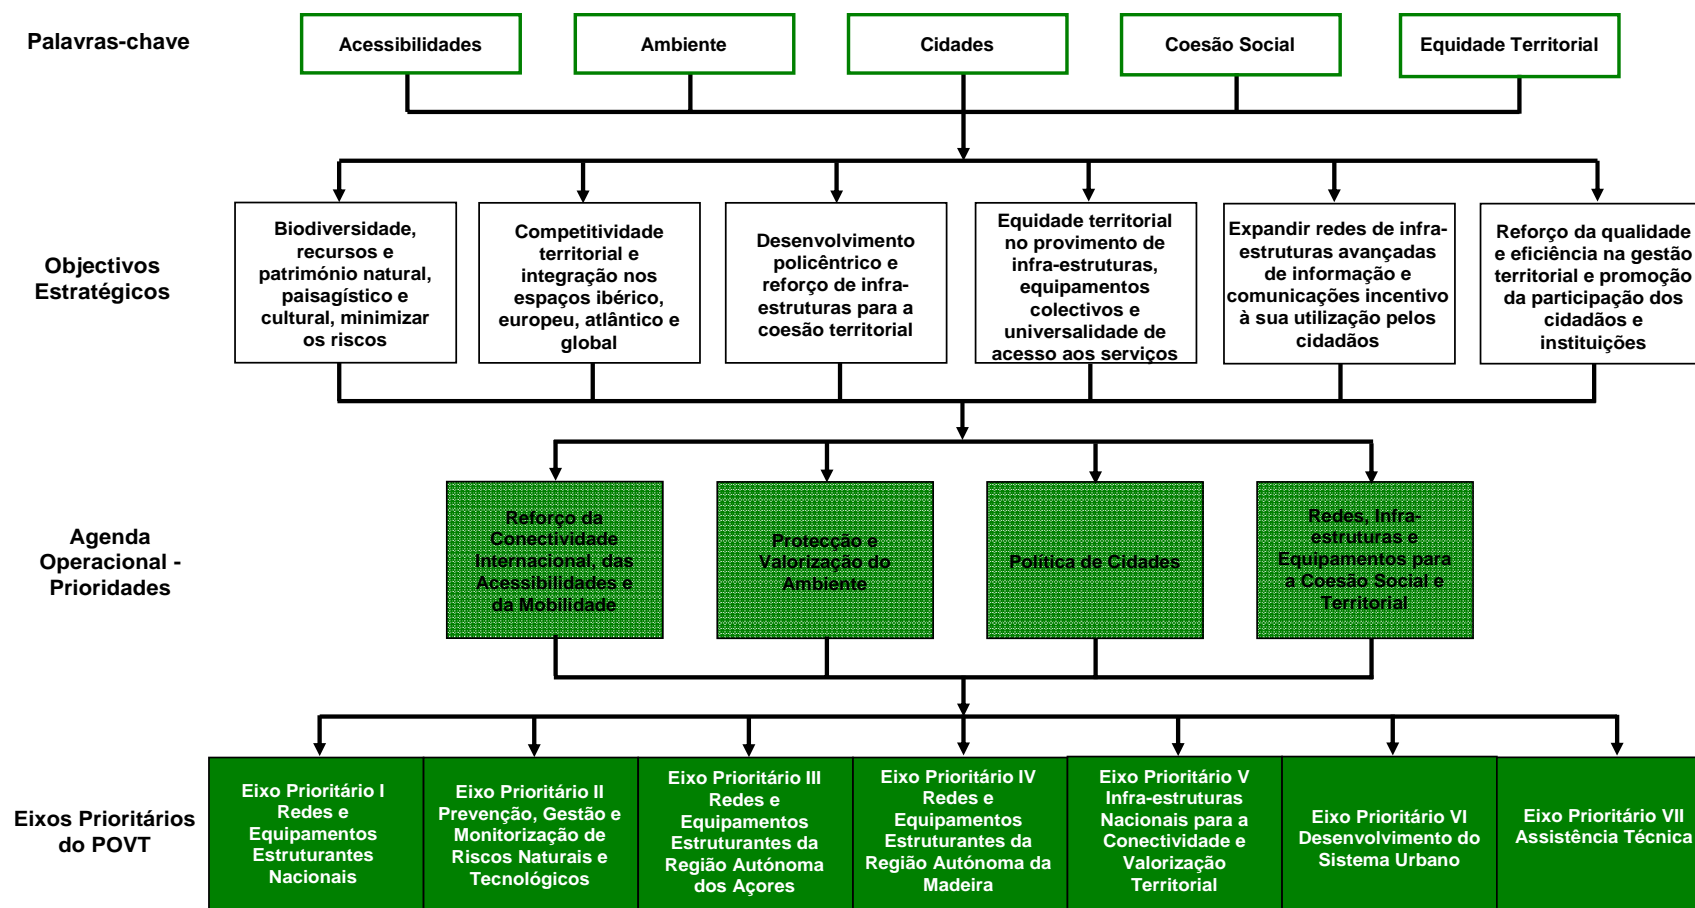 Palavras-chave
Acessibilidades
Ambiente
Cidades
Coesão Social
Equidade Territorial
Objectivos
Estratégicos
Biodiversidade,
recursos e
património natural,
paisagístico e
cultural, minimizar
os riscos
Competitividade
territorial e
integração nos
espaços ibérico,
europeu, atlântico e
global
Desenvolvimento
policêntrico e
reforço de infra-
estruturas para a
coesão territorial
Equidade territorial
no provimento de
infra-estruturas,
equipamentos
colectivos e
universalidade de
acesso aos serviços
Expandir redes de infra-
estruturas avançadas
de informação e
comunicações incentivo
à sua utilização pelos
cidadãos
Reforço da qualidade
e eficiência na gestão
territorial e promoção
da participação dos
cidadãos e
instituições
Agenda
Operacional -
Prioridades
Reforço da
Conectividade
Internacional, das
Acessibilidades e
da Mobilidade
Protecção e
Valorização do
Ambiente
Política de Cidades
Redes, Infra-
estruturas e
Equipamentos para
a Coesão Social e
Territorial
Eixos Prioritários
do POVT
Eixo Prioritário I
Redes e
Equipamentos
Estruturantes
Nacionais
Eixo Prioritário II
Prevenção, Gestão e
Monitorização de
Riscos Naturais e
Tecnológicos
Eixo Prioritário III
Redes e
Equipamentos
Estruturantes da
Região Autónoma
dos Açores
Eixo Prioritário IV
Redes e
Equipamentos
Estruturantes da
Região Autónoma da
Madeira
Eixo Prioritário V
Infra-estruturas
Nacionais para a
Conectividade e
Valorização
Territorial
Eixo Prioritário VI
Desenvolvimento do
Sistema Urbano
Eixo Prioritário VII
Assistência Técnica